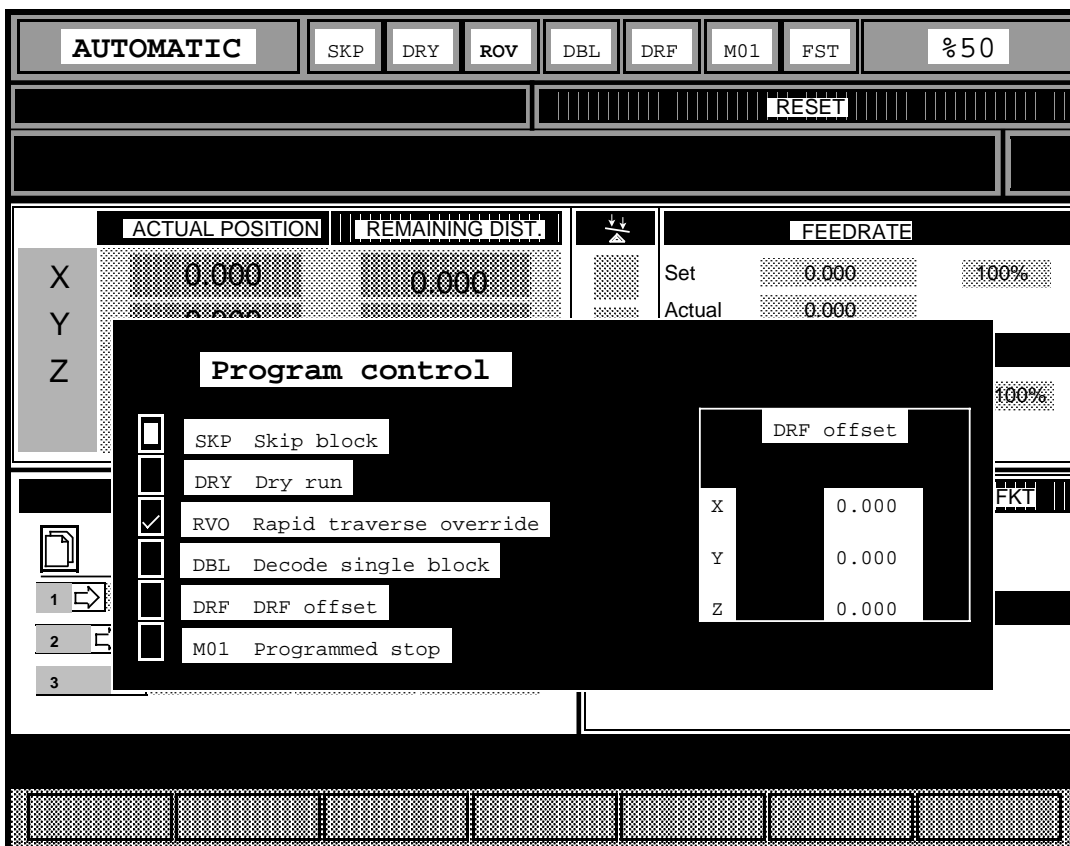 AUTOMATIC SKP DRY ROV DBL DRF M01 FST %50
RESET
ACTUAL POSITION REMAINING DIST. FEEDRATE
X 0.000 0.000 Set 0.000 100%
Y 0.000 Actual 0.000
Z
100%
Program control
SKP Skip block
DRY Dry run
RVO Rapid traverse override
DBL Decode single block
DRF DRF offset
M01 Programmed stop
DRF offset
X 0.000
Y 0.000
Z 0.000
FKT
1
2
3